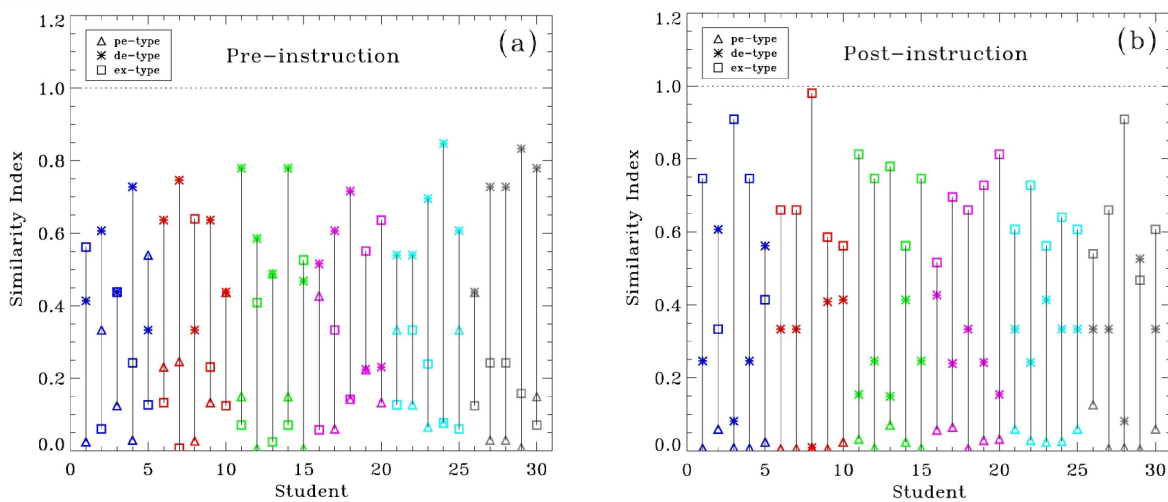 1.2
1.0
0.8
0.6
0.4
0.2
0.0
Similarity Index
pe-type
de-type
ex-type
Pre-instruction
(a)
0 5 10 15 20 25 30
Student
1.2
1.0
0.8
0.6
0.4
0.2
0.0
Similarity Index
pe-type
de-type
ex-type
Post-instruction
(b)
0 5 10 15 20 25 30
Student